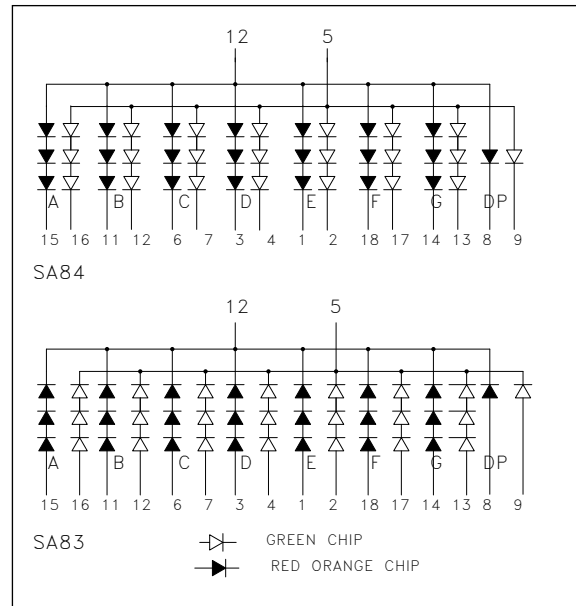 12 5
A B C D E F G DP
15 16 11 12 6 7 3 4 1 2 18 17 14 13 8 9
SA84
12 5
A B C D E F G DP
15 16 11 12 6 7 3 4 1 2 18 17 14 13 8 9
SA83
GREEN CHIP
RED ORANGE CHIP